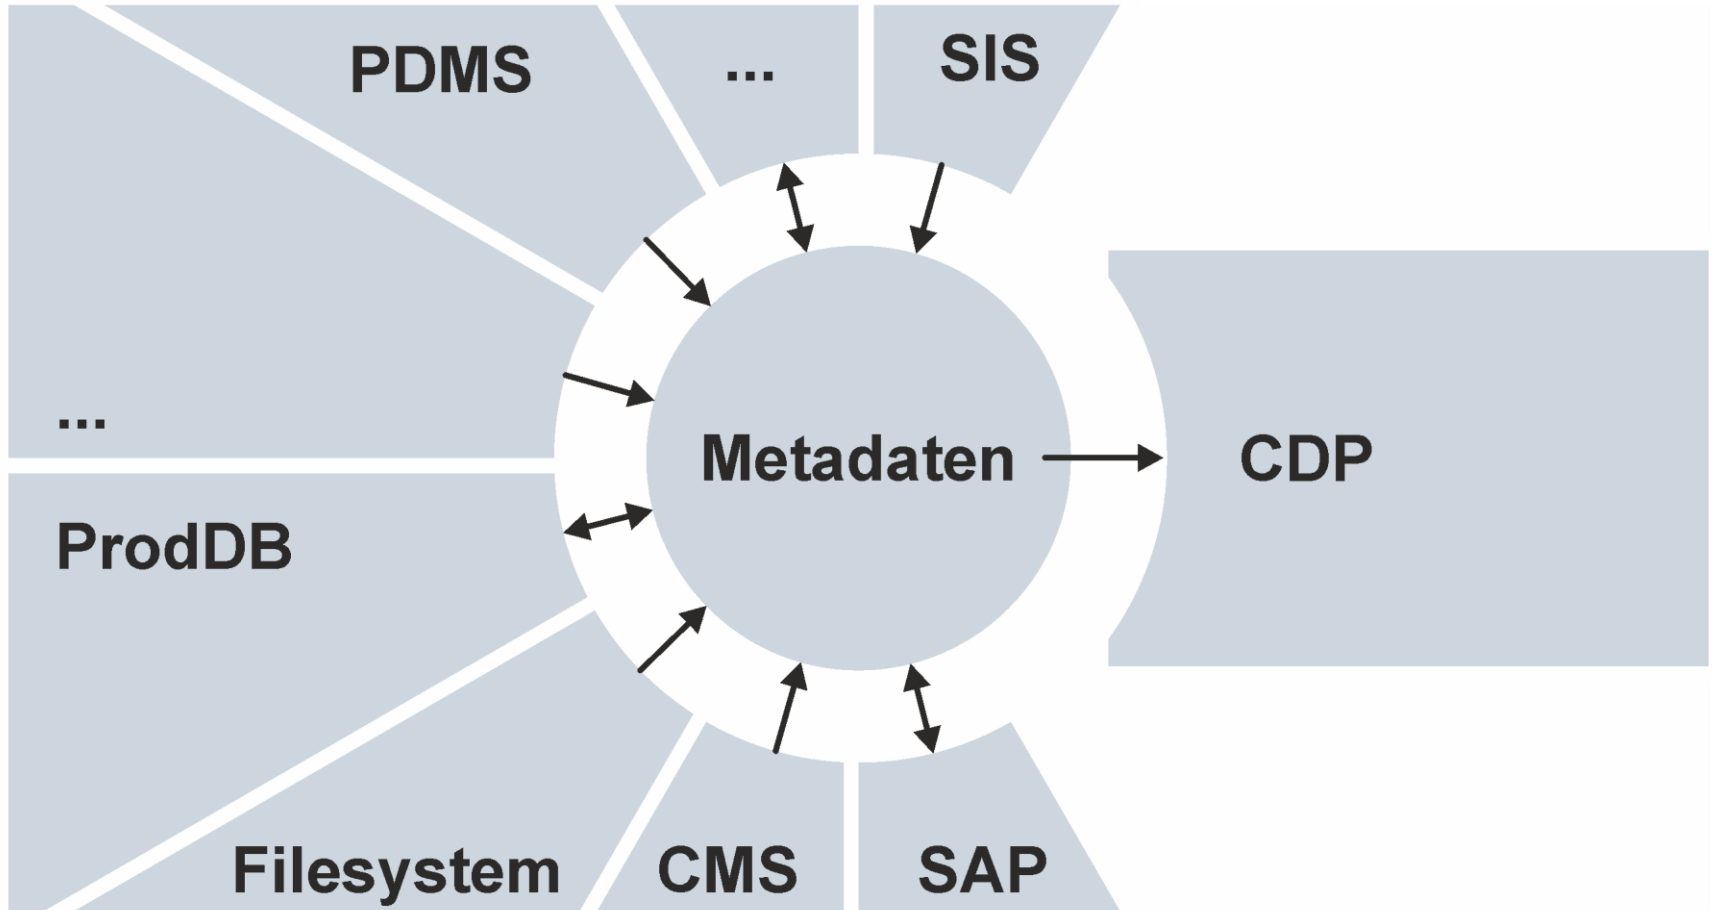 PDMS
...
SIS
...
Metadaten
CDP
ProdDB
Filesystem
CMS
SAP